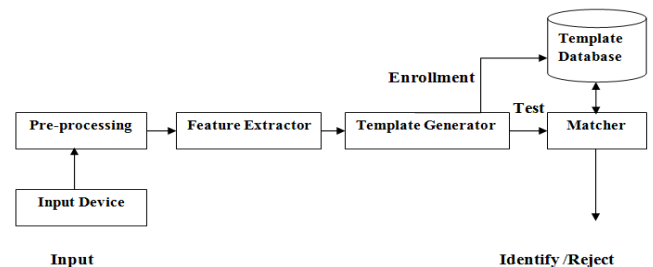 Template
Database
Enrollment
Test
Pre-processing
Feature Extractor
Template Generator
Matcher
Input Device
Input
Identify /Reject